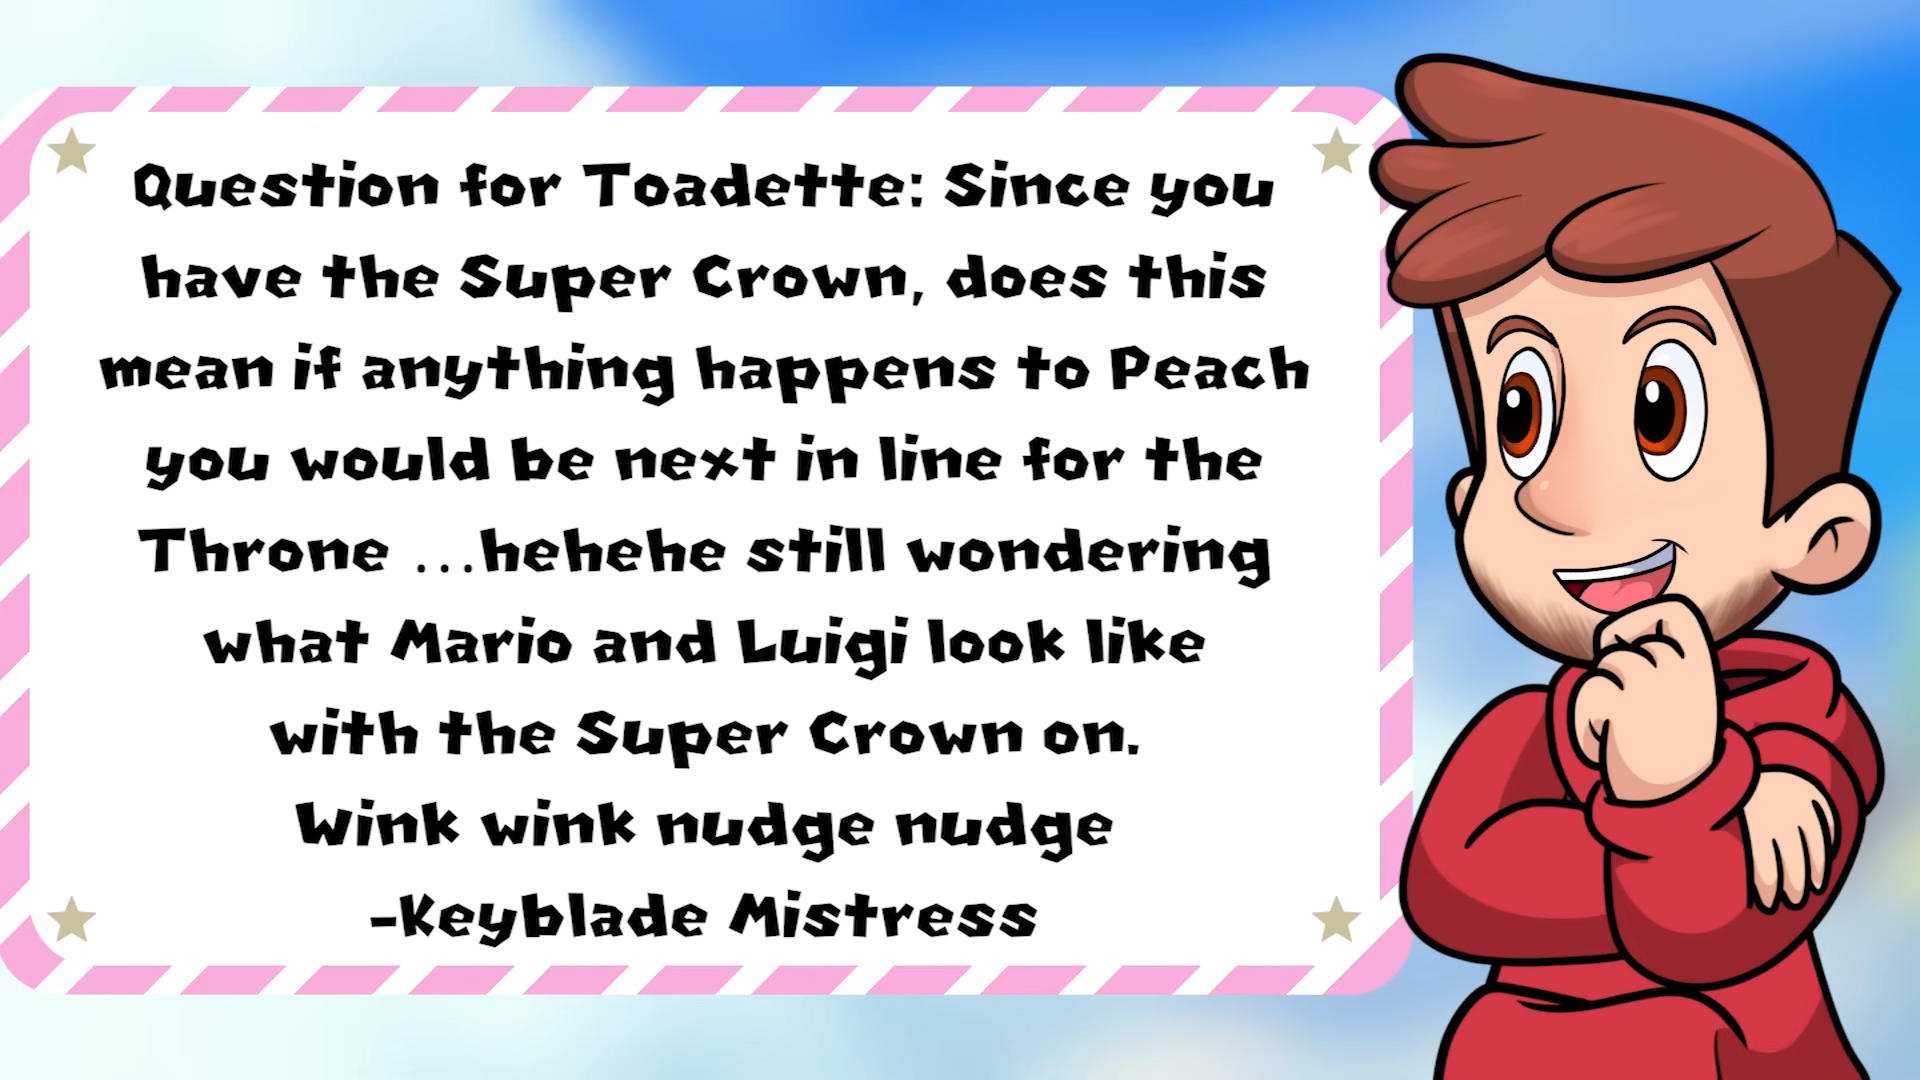 Question for Toadette: Since you
have the Super Crown, does this
mean if anything happens to Peach
you would be next in line for the
Throne ...hehehe still wondering
what Mario and Luigi look like
with the Super Crown on.
Wink wink nudge nudge
-Keyblade Mistress